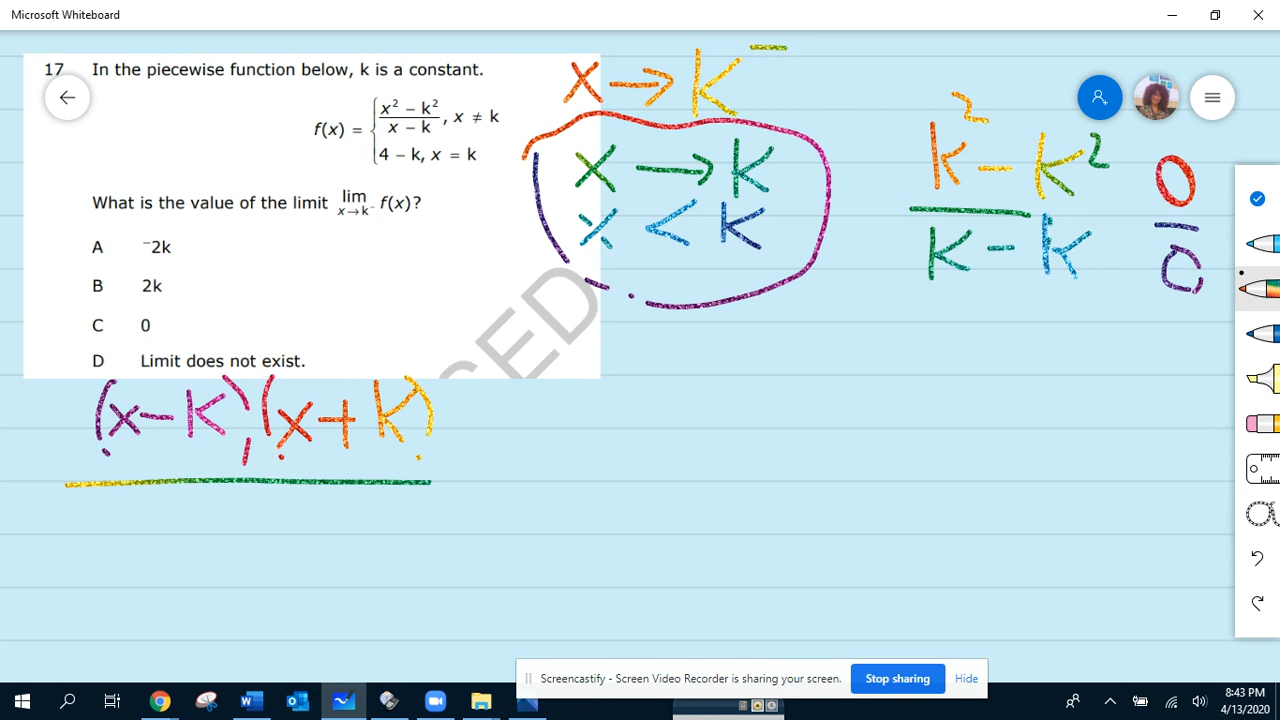 Microsoft Whiteboard
17 In the piecewise function below, k is a constant.
f(x) = { x² − k² / x − k , x ≠ k
4 − k, x = k
What is the value of the limit lim x→k⁻ f(x)?
A ⁻2k
B 2k
C 0
D Limit does not exist.
SED
x → k⁻
x → k
x < k
k² − k²
k − k
0
0
(x − k)(x + k)
Screencastify - Screen Video Recorder is sharing your screen.
Stop sharing
Hide
8:43 PM
4/13/2020